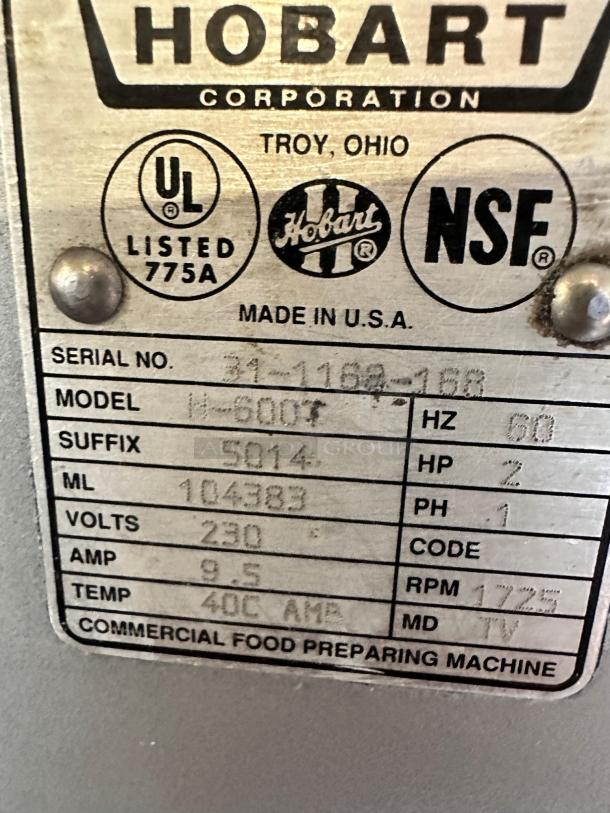 HOBART
CORPORATION
TROY, OHIO
UL
®
LISTED
775A
Hobart ®
NSF®
MADE IN U.S.A.
SERIAL NO.
MODEL H-600T HZ 60
SUFFIX 5014 HP 2
ML 104383 PH 1
VOLTS 230 CODE
AMP 9.5 RPM 1725
TEMP 40C AMB MD TV
COMMERCIAL FOOD PREPARING MACHINE